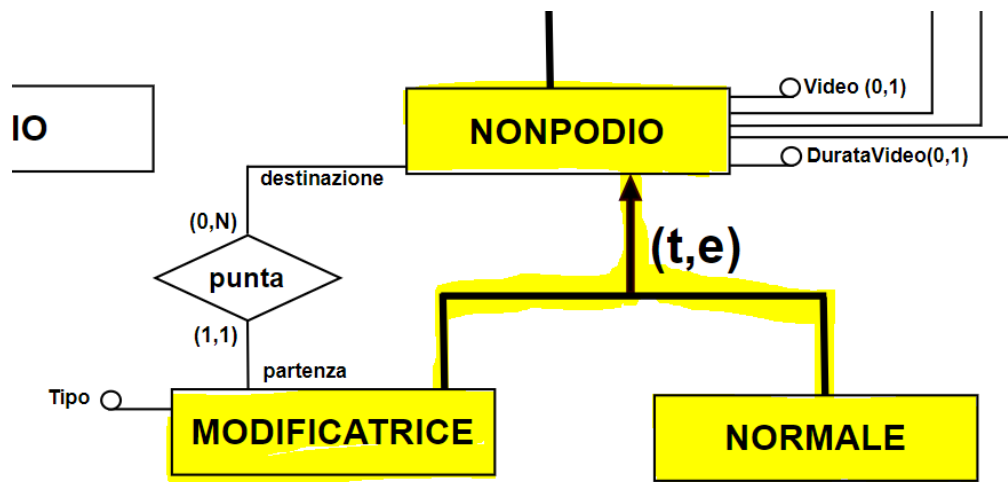 Video (0,1)
IO
NONPODIO
DurataVideo(0,1)
destinazione
(0,N)
(t,e)
punta
(1,1)
partenza
Tipo
MODIFICATRICE
NORMALE